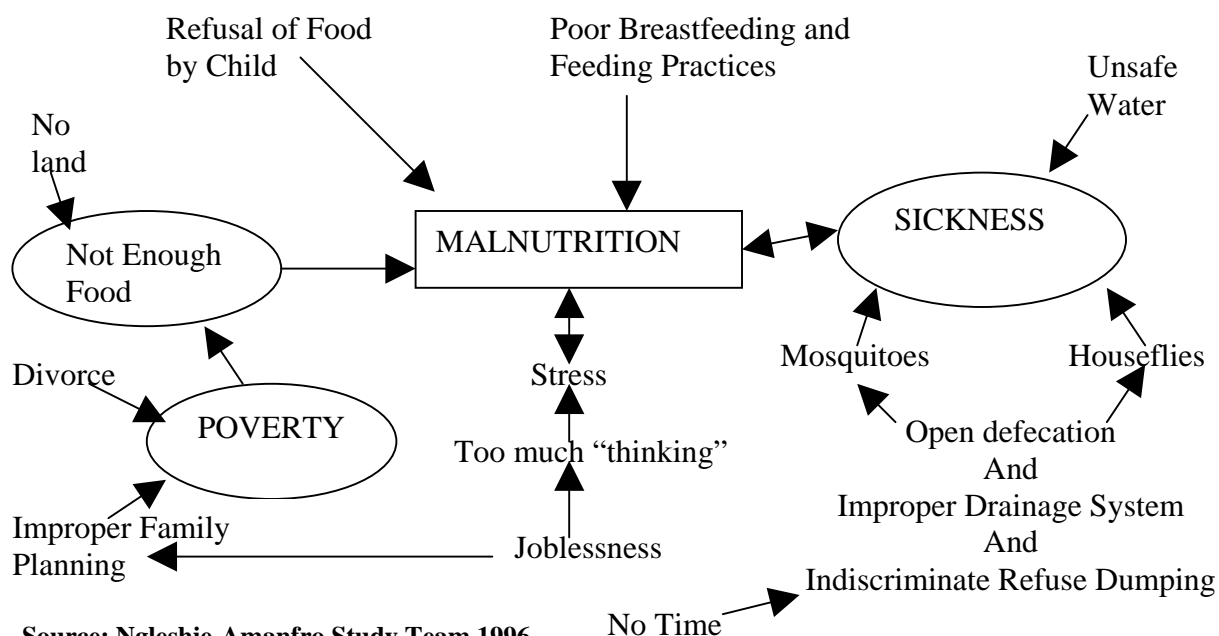 Refusal of Food
by Child
Poor Breastfeeding and
Feeding Practices
Unsafe
Water
No
land
Not Enough
Food
MALNUTRITION
SICKNESS
Divorce
POVERTY
Stress
Mosquitoes
Houseflies
Too much “thinking”
Open defecation
And
Improper Drainage System
And
Indiscriminate Refuse Dumping
Improper Family
Planning
Joblessness
No Time
Source: Ngleshie-Amanfro Study Team 1996